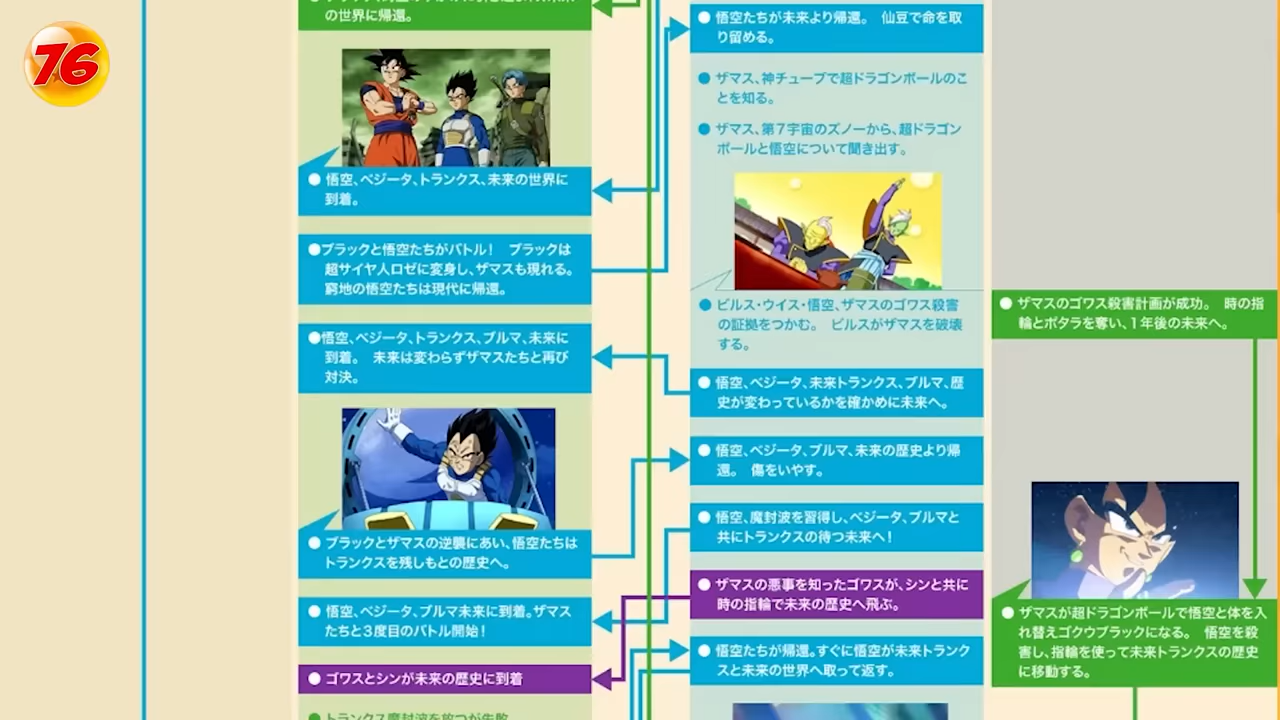 76
の世界に帰還。
● 悟空、ベジータ、トランクス、未来の世界に
到着。
●ブラックと悟空たちがバトル！　ブラックは
超サイヤ人ロゼに変身し、ザマスも現れる。
窮地の悟空たちは現代に帰還。
●悟空、ベジータ、トランクス、ブルマ、未来に
到着。　未来は変わらずザマスたちと再び
対決。
● ブラックとザマスの逆襲にあい、悟空たちは
トランクスを残しもとの歴史へ。
● 悟空、ベジータ、ブルマ未来に到着。ザマス
たちと３度目のバトル開始！
● ゴワスとシンが未来の歴史に到着
● トランクス魔封波を放つが失敗
● 悟空たちが未来より帰還。　仙豆で命を取
り留める。
● ザマス、神チューブで超ドラゴンボールのこ
とを知る。
● ザマス、第７宇宙のズノーから、超ドラゴン
ボールと悟空について聞き出す。
● ビルス・ウイス・悟空、ザマスのゴワス殺害
の証拠をつかむ。　ビルスがザマスを破壊
する。
● 悟空、ベジータ、未来トランクス、ブルマ、歴
史が変わっているかを確かめに未来へ。
● 悟空、ベジータ、ブルマ、未来の歴史より帰
還。　傷をいやす。
● 悟空、魔封波を習得し、ベジータ、ブルマと
共にトランクスの待つ未来へ！
● ザマスの悪事を知ったゴワスが、シンと共に
時の指輪で未来の歴史へ飛ぶ。
● 悟空たちが帰還。すぐに悟空が未来トランク
スと未来の世界へ取って返す。
● ザマスのゴワス殺害計画が成功。　時の指
輪とポタラを奪い、１年後の未来へ。
● ザマスが超ドラゴンボールで悟空と体を入
れ替えゴクウブラックになる。　悟空を殺
害し、指輪を使って未来トランクスの歴史
に移動する。